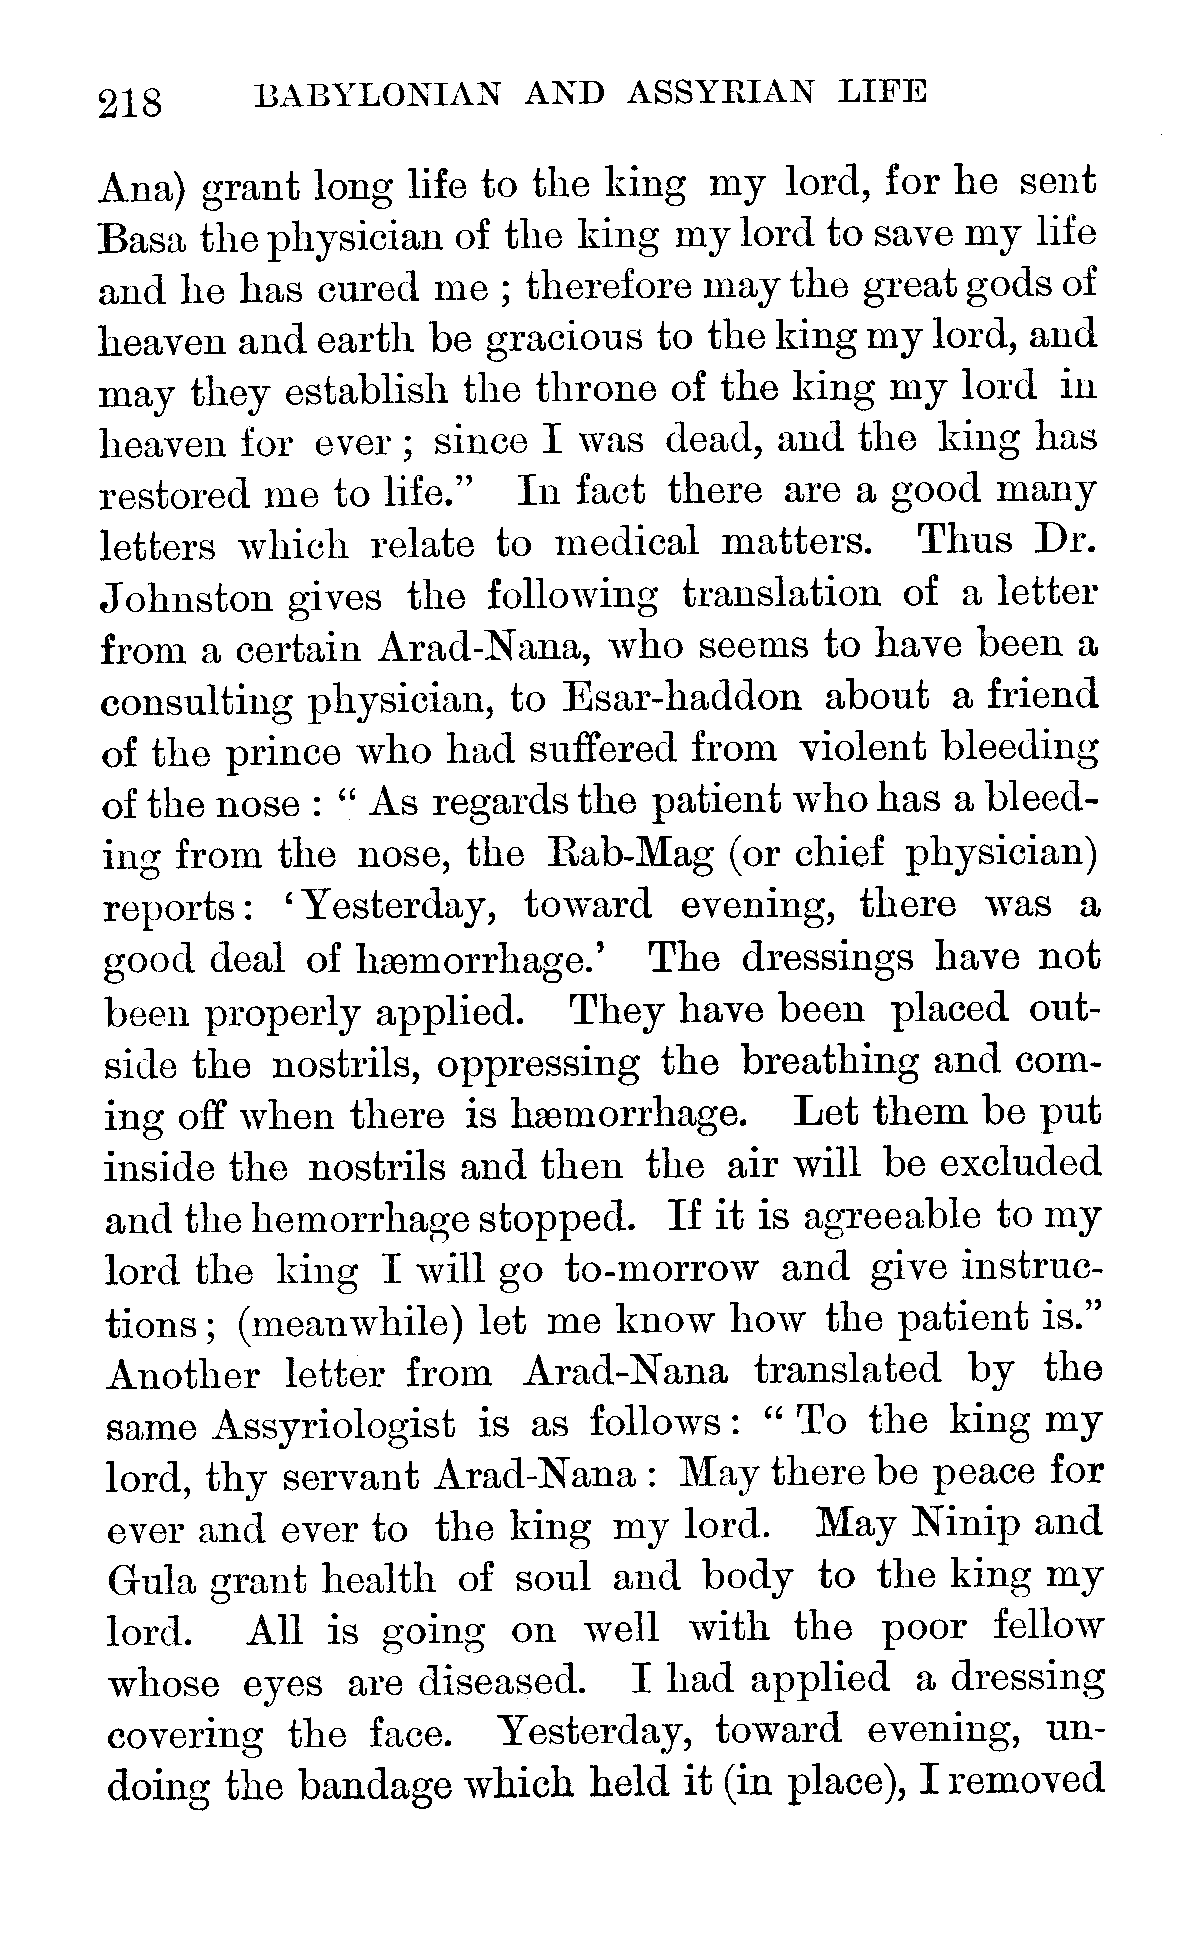 218 BABYLONIAN AND ASSYRIAN LIFE
Ana) grant long life to the king my lord, for he sent
Basa the physician of the king my lord to save my life
and he has cured me ; therefore may the great gods of
heaven and earth be gracious to the king my lord, and
may they establish the throne of the king my lord in
heaven for ever ; since I was dead, and the king has
restored me to life.” In fact there are a good many
letters which relate to medical matters. Thus Dr.
Johnston gives the following translation of a letter
from a certain Arad-Nana, who seems to have been a
consulting physician, to Esar-haddon about a friend
of the prince who had suffered from violent bleeding
of the nose : “ As regards the patient who has a bleed-
ing from the nose, the Rab-Mag (or chief physician)
reports : ‘ Yesterday, toward evening, there was a
good deal of hæmorrhage.’ The dressings have not
been properly applied. They have been placed out-
side the nostrils, oppressing the breathing and com-
ing off when there is hæmorrhage. Let them be put
inside the nostrils and then the air will be excluded
and the hemorrhage stopped. If it is agreeable to my
lord the king I will go to-morrow and give instruc-
tions ; (meanwhile) let me know how the patient is.”
Another letter from Arad-Nana translated by the
same Assyriologist is as follows : “ To the king my
lord, thy servant Arad-Nana : May there be peace for
ever and ever to the king my lord. May Ninip and
Gula grant health of soul and body to the king my
lord. All is going on well with the poor fellow
whose eyes are diseased. I had applied a dressing
covering the face. Yesterday, toward evening, un-
doing the bandage which held it (in place), I removed